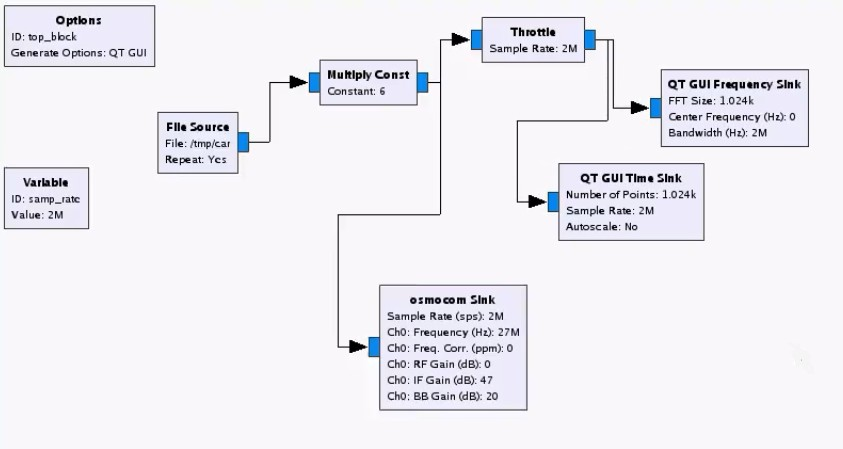 Options
ID: top_block
Generate Options: QT GUI
Throttle
Sample Rate: 2M
Multiply Const
Constant: 6
QT GUI Frequency Sink
FFT Size: 1.024k
Center Frequency (Hz): 0
Bandwidth (Hz): 2M
File Source
File: /tmp/car
Repeat: Yes
Variable
ID: samp_rate
Value: 2M
QT GUI Time Sink
Number of Points: 1.024k
Sample Rate: 2M
Autoscale: No
osmocom Sink
Sample Rate (sps): 2M
Ch0: Frequency (Hz): 27M
Ch0: Freq. Corr. (ppm): 0
Ch0: RF Gain (dB): 0
Ch0: IF Gain (dB): 47
Ch0: BB Gain (dB): 20